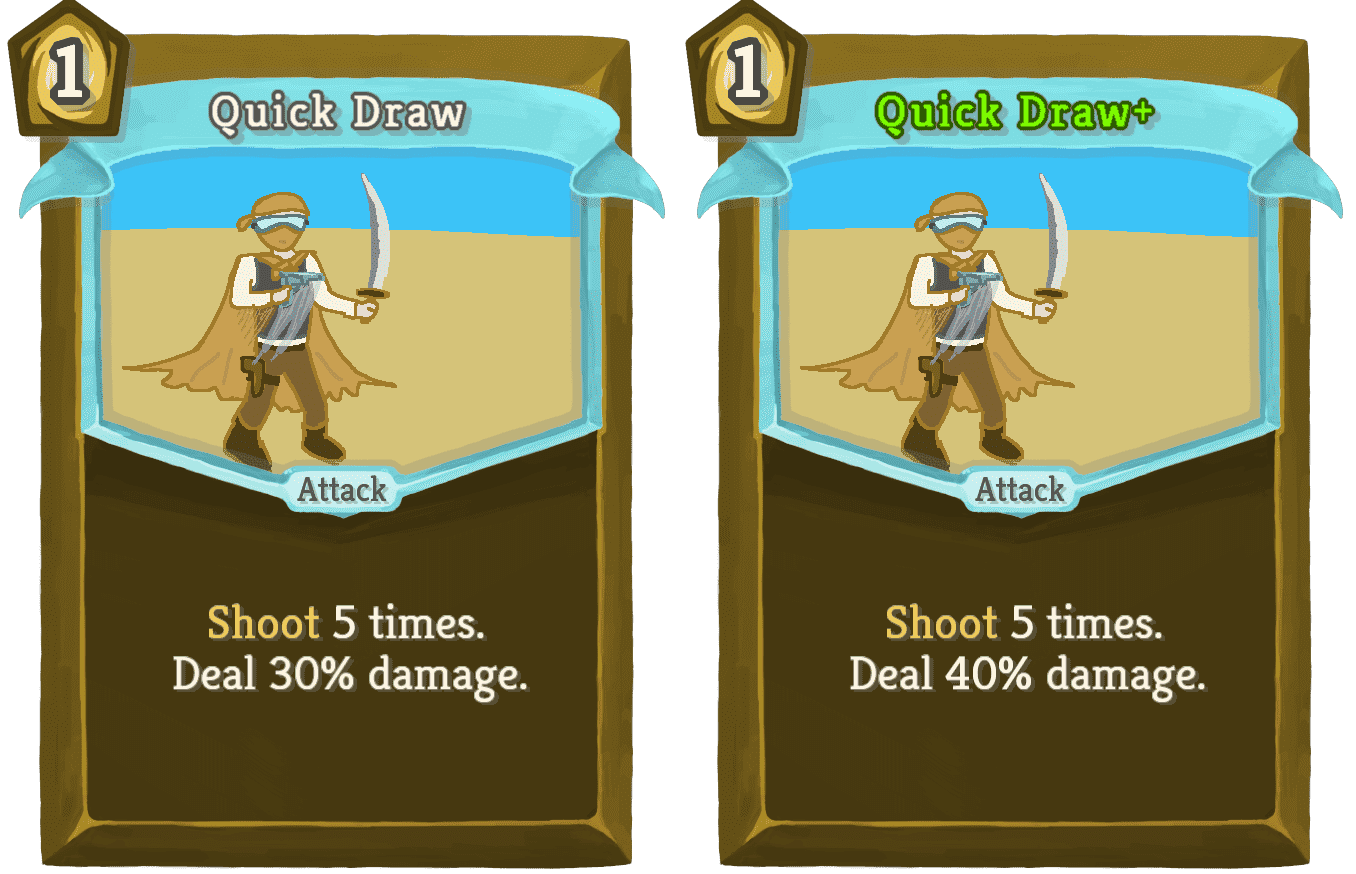 1
Quick Draw
Attack
Shoot 5 times.
Deal 30% damage.
1
Quick Draw+
Attack
Shoot 5 times.
Deal 40% damage.